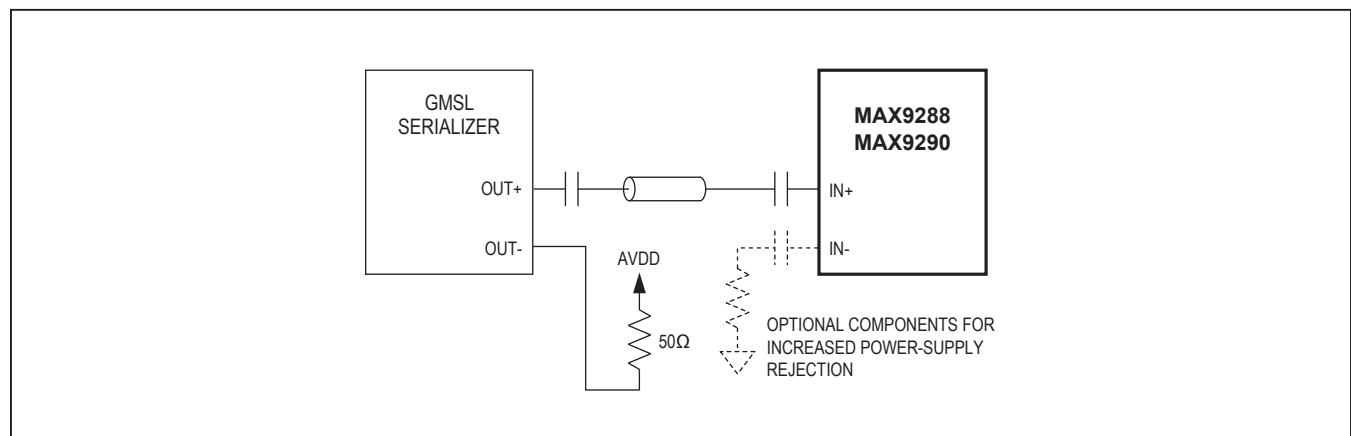 GMSL
SERIALIZER
MAX9288
MAX9290
OUT+
IN+
OUT-
IN-
AVDD
50Ω
OPTIONAL COMPONENTS FOR
INCREASED POWER-SUPPLY
REJECTION